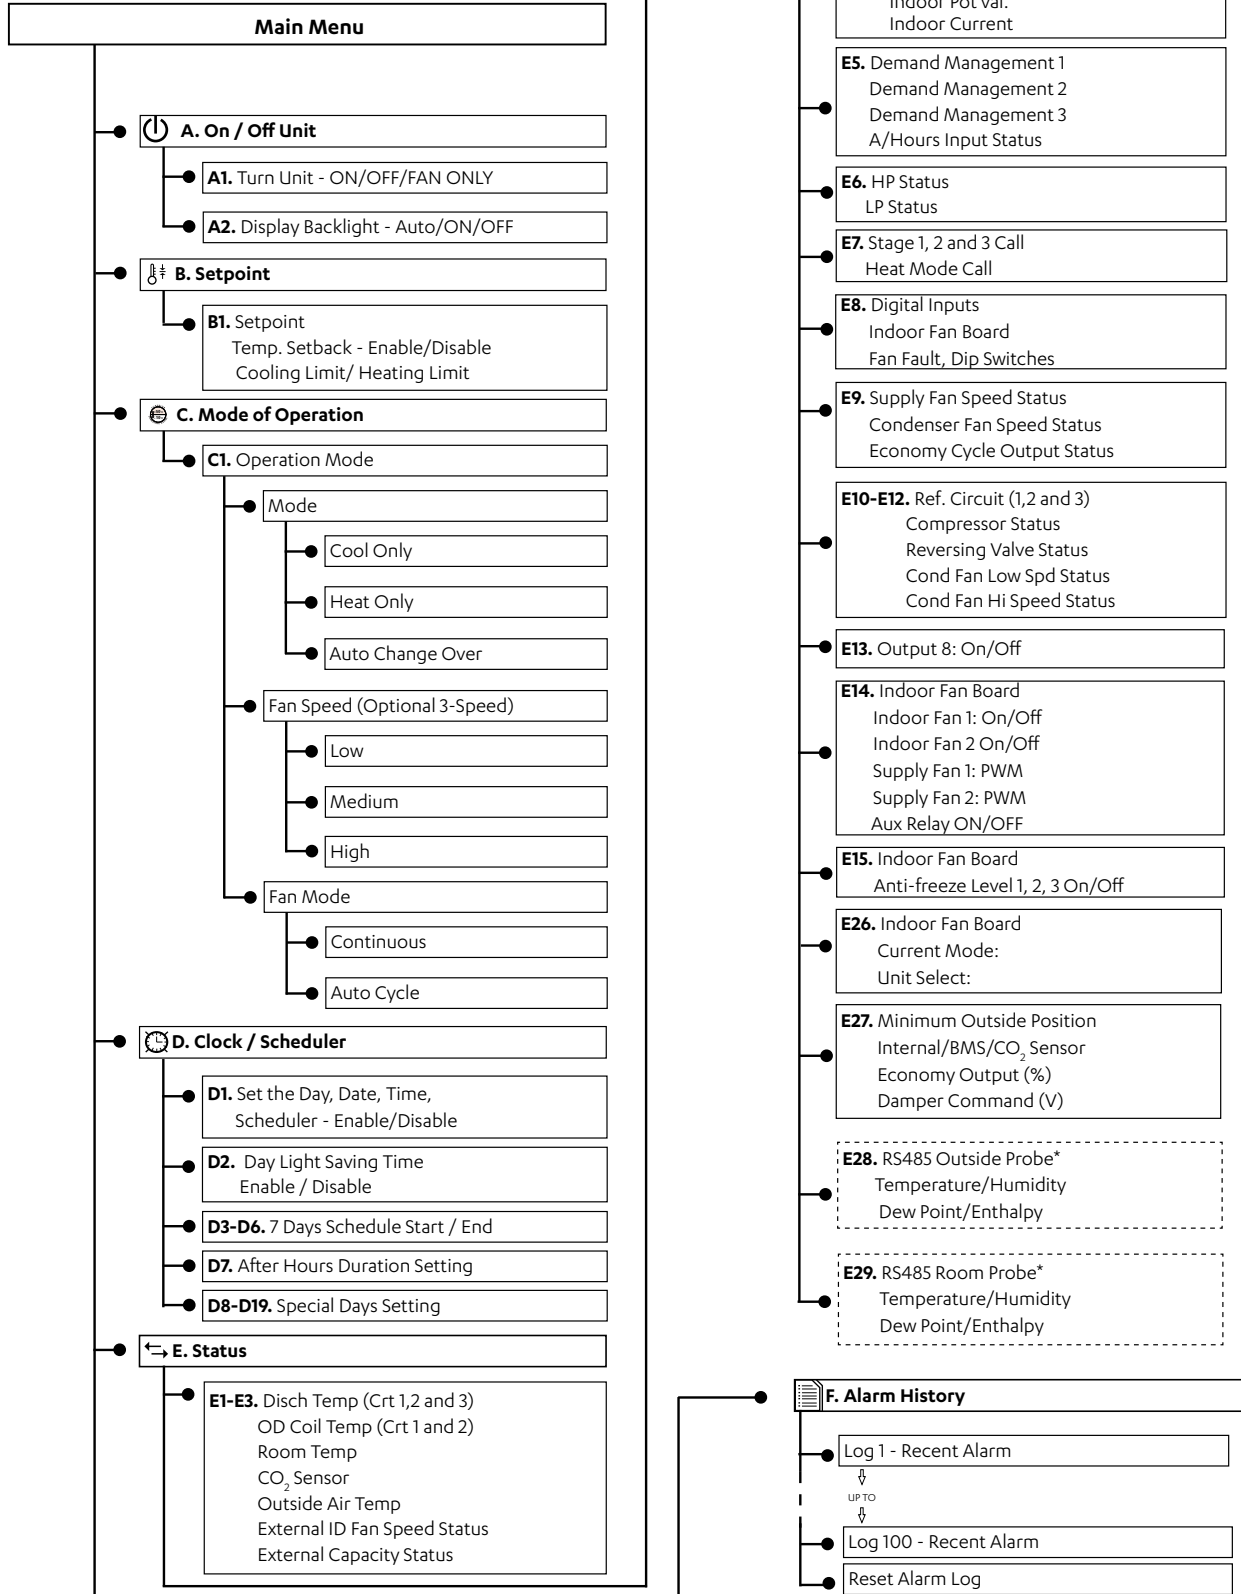 Main Menu
A. On / Off Unit
A1. Turn Unit - ON/OFF/FAN ONLY
A2. Display Backlight - Auto/ON/OFF
B. Setpoint
B1. Setpoint
Temp. Setback - Enable/Disable
Cooling Limit/ Heating Limit
C. Mode of Operation
C1. Operation Mode
Mode
Cool Only
Heat Only
Auto Change Over
Fan Speed (Optional 3-Speed)
Low
Medium
High
Fan Mode
Continuous
Auto Cycle
D. Clock / Scheduler
D1. Set the Day, Date, Time,
Scheduler - Enable/Disable
D2. Day Light Saving Time
Enable / Disable
D3-D6. 7 Days Schedule Start / End
D7. After Hours Duration Setting
D8-D19. Special Days Setting
E. Status
E1-E3. Disch Temp (Crt 1,2 and 3)
OD Coil Temp (Crt 1 and 2)
Room Temp
CO₂ Sensor
Outside Air Temp
External ID Fan Speed Status
External Capacity Status
Indoor Pot Val.
Indoor Current
E5. Demand Management 1
Demand Management 2
Demand Management 3
A/Hours Input Status
E6. HP Status
LP Status
E7. Stage 1, 2 and 3 Call
Heat Mode Call
E8. Digital Inputs
Indoor Fan Board
Fan Fault, Dip Switches
E9. Supply Fan Speed Status
Condenser Fan Speed Status
Economy Cycle Output Status
E10-E12. Ref. Circuit (1,2 and 3)
Compressor Status
Reversing Valve Status
Cond Fan Low Spd Status
Cond Fan Hi Speed Status
E13. Output 8: On/Off
E14. Indoor Fan Board
Indoor Fan 1: On/Off
Indoor Fan 2 On/Off
Supply Fan 1: PWM
Supply Fan 2: PWM
Aux Relay ON/OFF
E15. Indoor Fan Board
Anti-freeze Level 1, 2, 3 On/Off
E26. Indoor Fan Board
Current Mode:
Unit Select:
E27. Minimum Outside Position
Internal/BMS/CO₂ Sensor
Economy Output (%)
Damper Command (V)
E28. RS485 Outside Probe*
Temperature/Humidity
Dew Point/Enthalpy
E29. RS485 Room Probe*
Temperature/Humidity
Dew Point/Enthalpy
F. Alarm History
Log 1 - Recent Alarm
UP TO
Log 100 - Recent Alarm
Reset Alarm Log